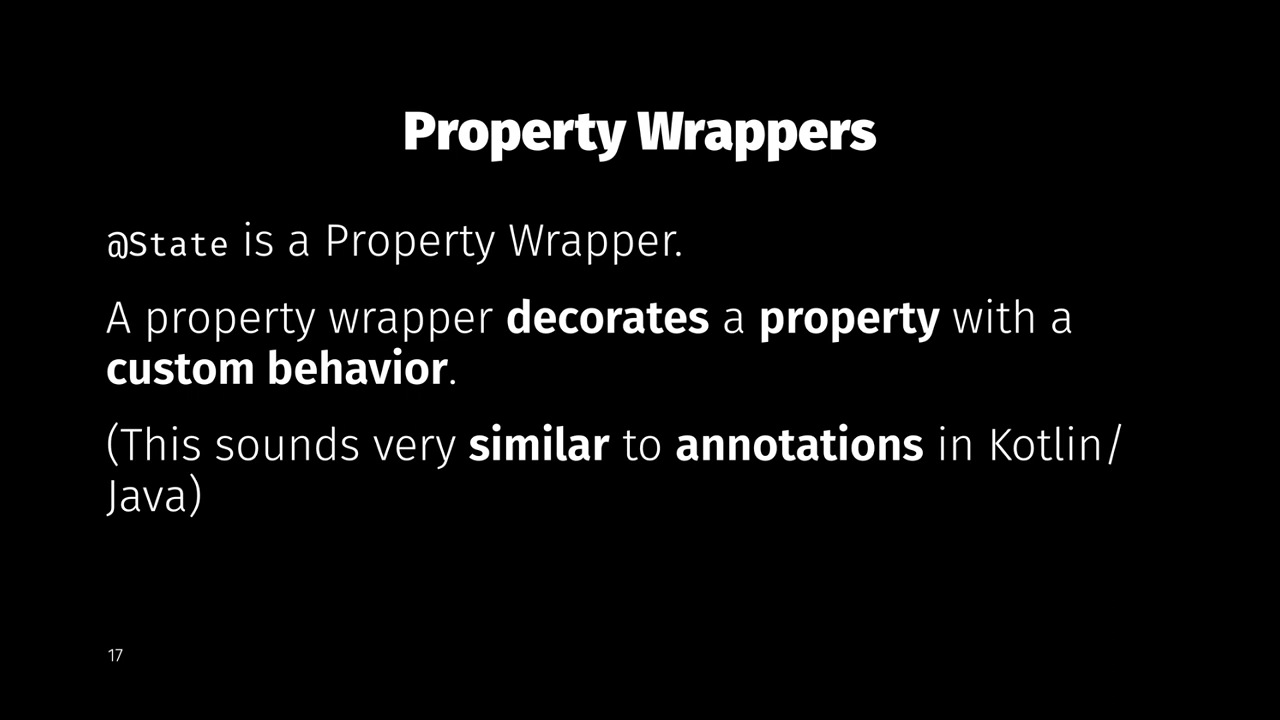 Property Wrappers
@State is a Property Wrapper.
A property wrapper decorates a property with a
custom behavior.
(This sounds very similar to annotations in Kotlin/
Java)
17